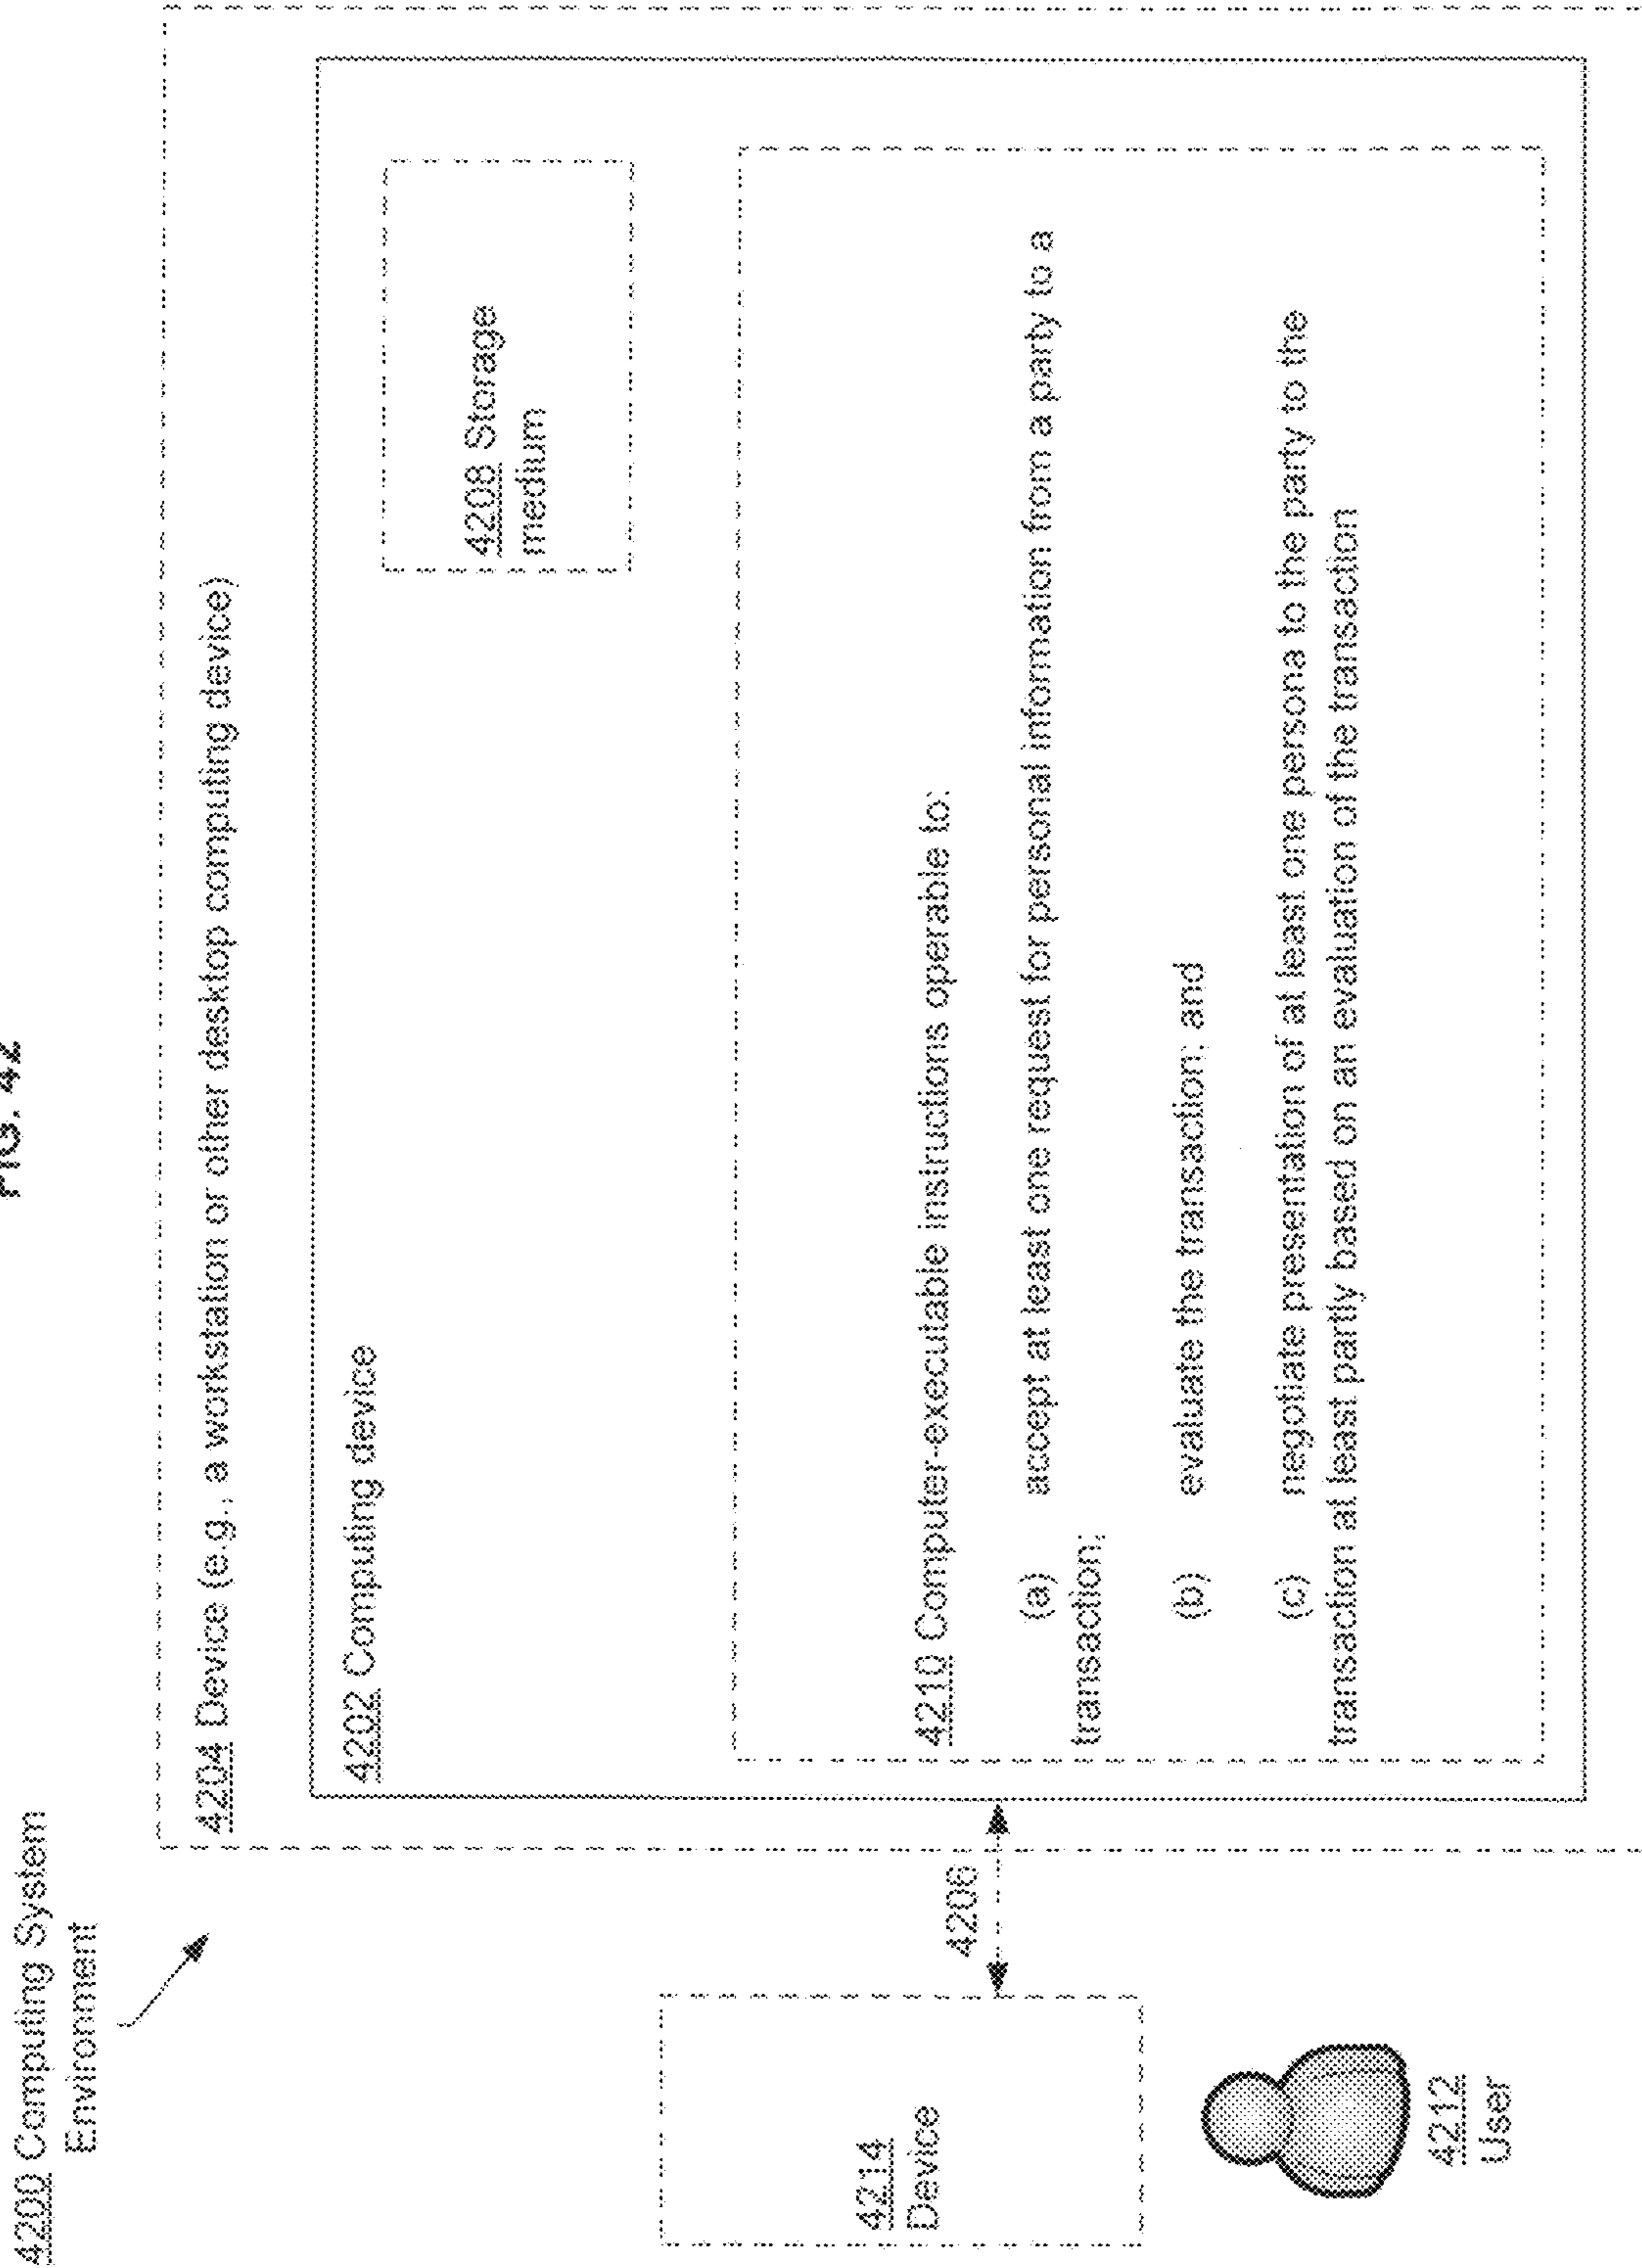 FIG. 42
4200 Computing System
Environment
4204 Device (e.g., a workstation or other desktop computing device)
4202 Computing device
4208 Storage
medium
4210 Computer-executable instructions operable to:
(a) accept at least one request for personal information from a party to a
transaction;
(b) evaluate the transaction; and
(c) negotiate presentation of at least one persona to the party to the
transaction at least partly based on an evaluation of the transaction
4206
4214
Device
4212
User